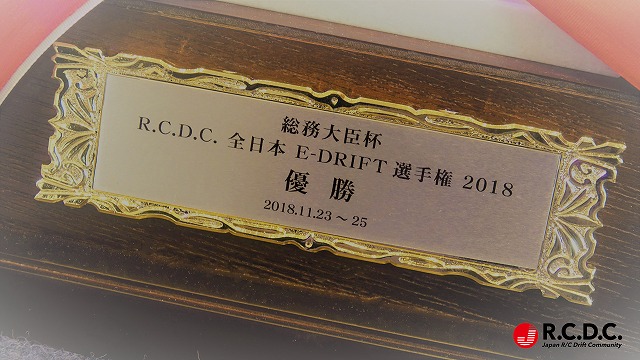 総務大臣杯
R.C.D.C. 全日本 E-DRIFT 選手権 2018
優勝
2018.11.23～25
R.C.D.C.
Japan R/C Drift Community